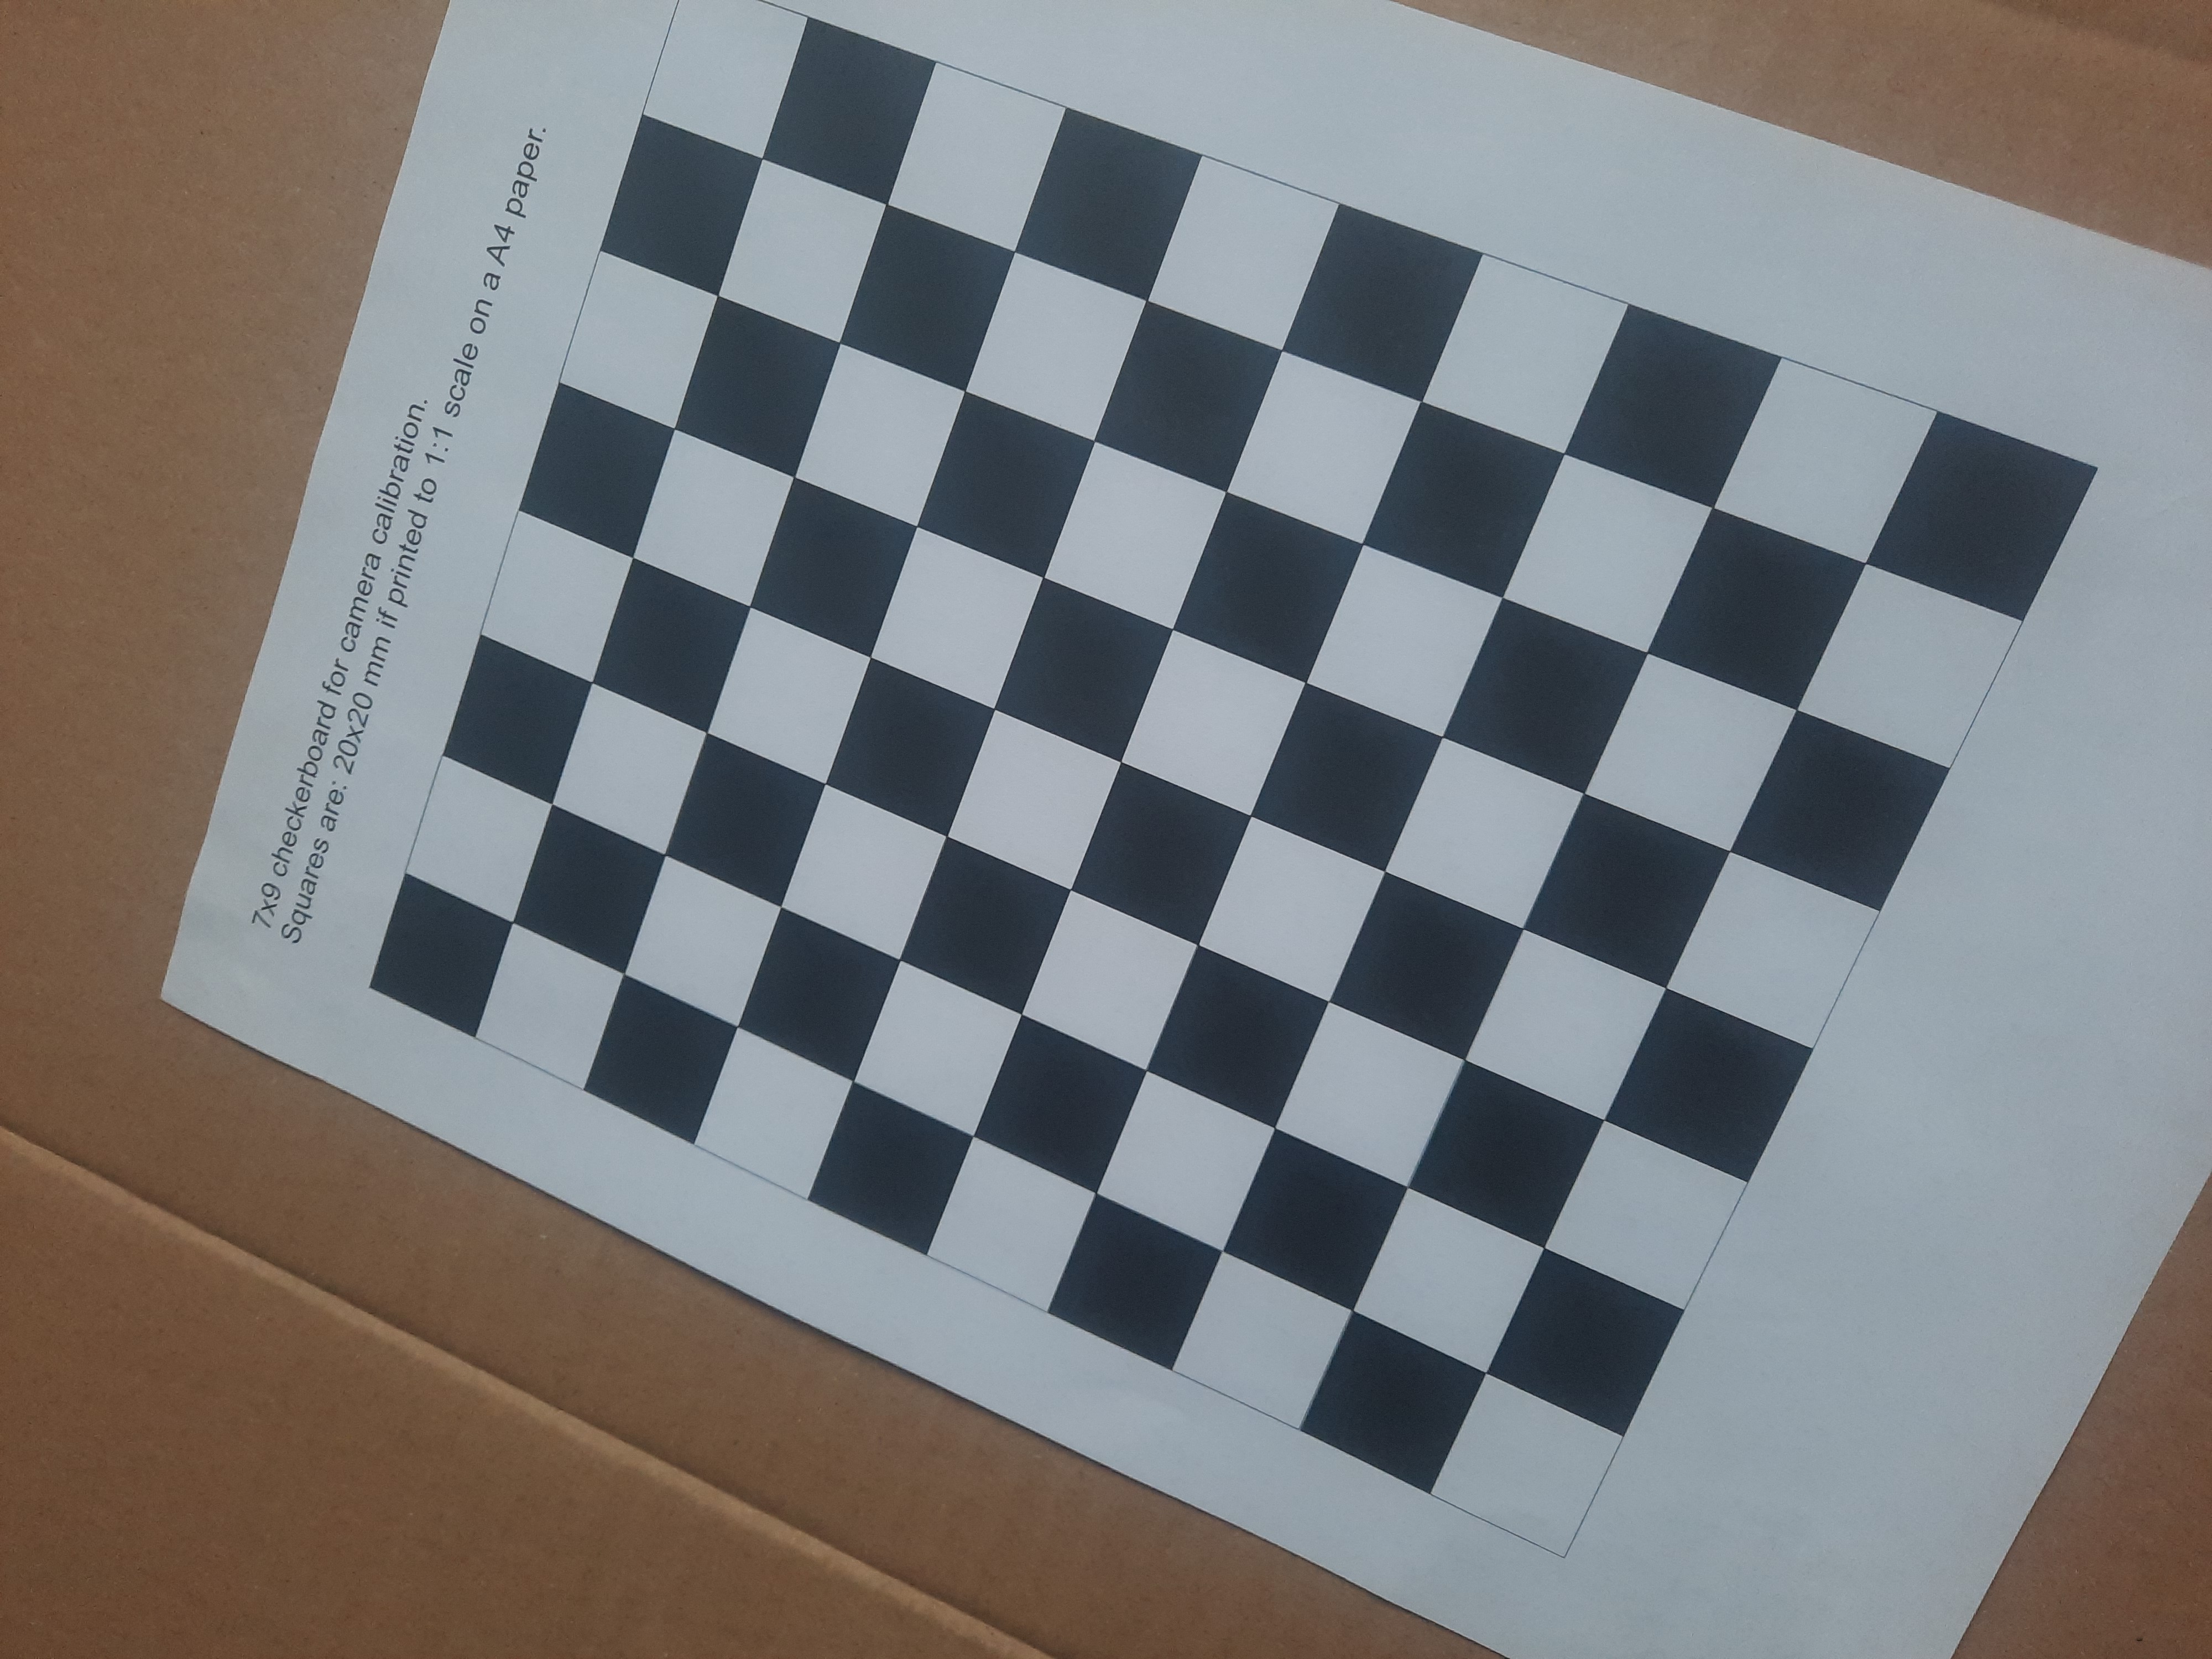 7x9 checkerboard for camera calibration.
Squares are: 20x20 mm if printed to 1:1 scale on a A4 paper.